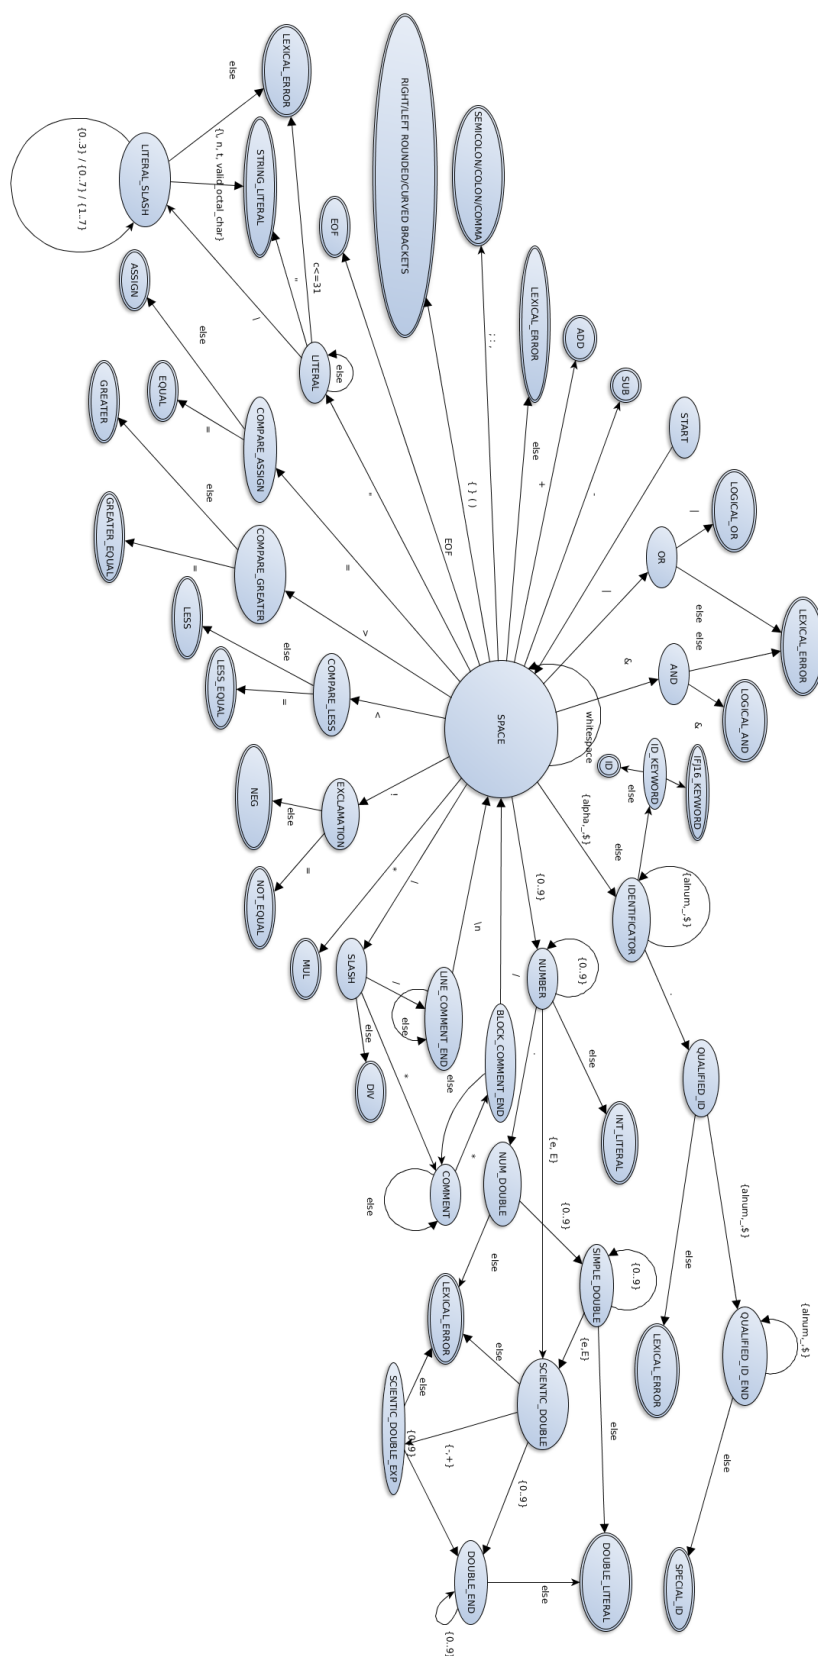 LEXICAL_ERROR
else
RIGHT/LEFT ROUNDED/CURVED BRACKETS
SEMICOLON/COLON/COMMA
STRING_LITERAL
{\, n, t, valid_octal_char}
LITERAL_SLASH
{0..3} / {0..7} / {1..7}
EOF
c<=31
"
\
LITERAL
else
ASSIGN
else
EQUAL
=
COMPARE_ASSIGN
GREATER
else
GREATER_EQUAL
=
COMPARE_GREATER
LEXICAL_ERROR
; : ,
ADD
SUB
START
else
+
-
{ } ( )
"
EOF
=
>
<
LOGICAL_OR
|
OR
|
else
else
LEXICAL_ERROR
&
AND
LOGICAL_AND
&
LESS
else
LESS_EQUAL
=
COMPARE_LESS
SPACE
whitespace
ID
ID_KEYWORD
IFJ16_KEYWORD
else
else
{alpha,_,$}
IDENTIFICATOR
{alnum,_,$}
.
NEG
else
EXCLAMATION
!
=
NOT_EQUAL
*
MUL
/
SLASH
/
else
DIV
*
LINE_COMMENT_END
else
\n
BLOCK_COMMENT_END
/
else
*
COMMENT
else
{0..9}
NUMBER
{0..9}
else
INT_LITERAL
.
{e, E}
NUM_DOUBLE
{0..9}
else
SIMPLE_DOUBLE
{0..9}
{e,E}
else
LEXICAL_ERROR
else
else
SCIENTIC_DOUBLE
{-,+}
SCIENTIC_DOUBLE_EXP
{0..9}
{0..9}
DOUBLE_END
{0..9}
else
DOUBLE_LITERAL
QUALIFIED_ID
{alnum,_,$}
else
LEXICAL_ERROR
QUALIFIED_ID_END
{alnum,_,$}
else
SPECIAL_ID